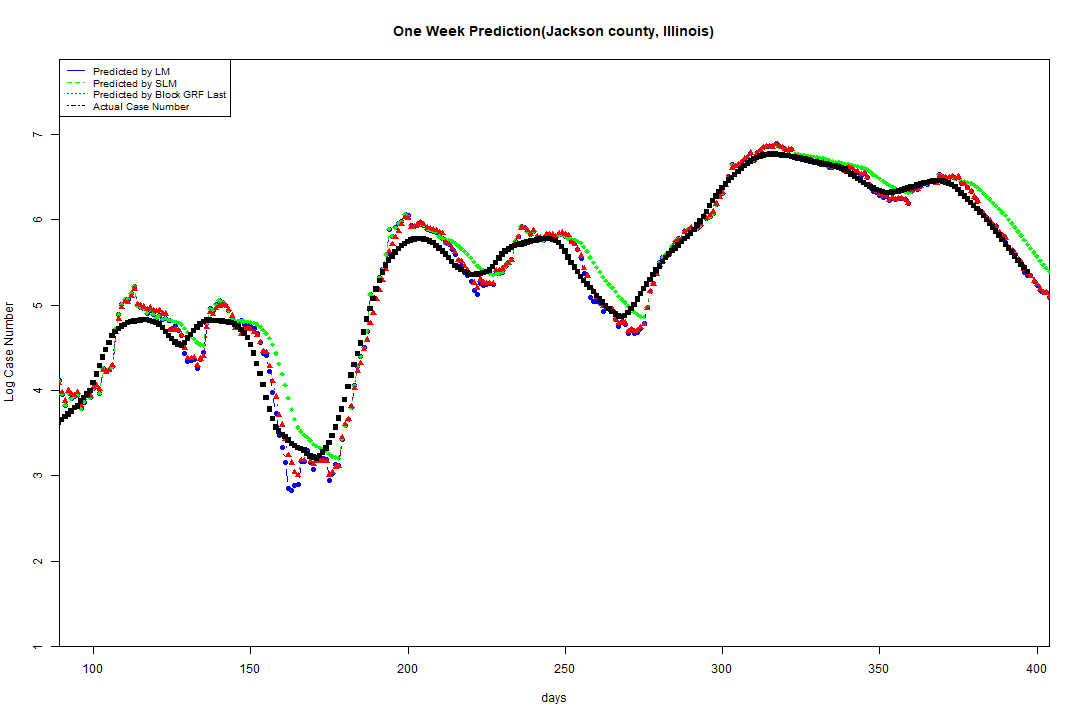 One Week Prediction(Jackson county, Illinois)
Predicted by LM
Predicted by SLM
Predicted by Block GRF Last
Actual Case Number
7
6
5
4
3
2
1
Log Case Number
100 150 200 250 300 350 400
days